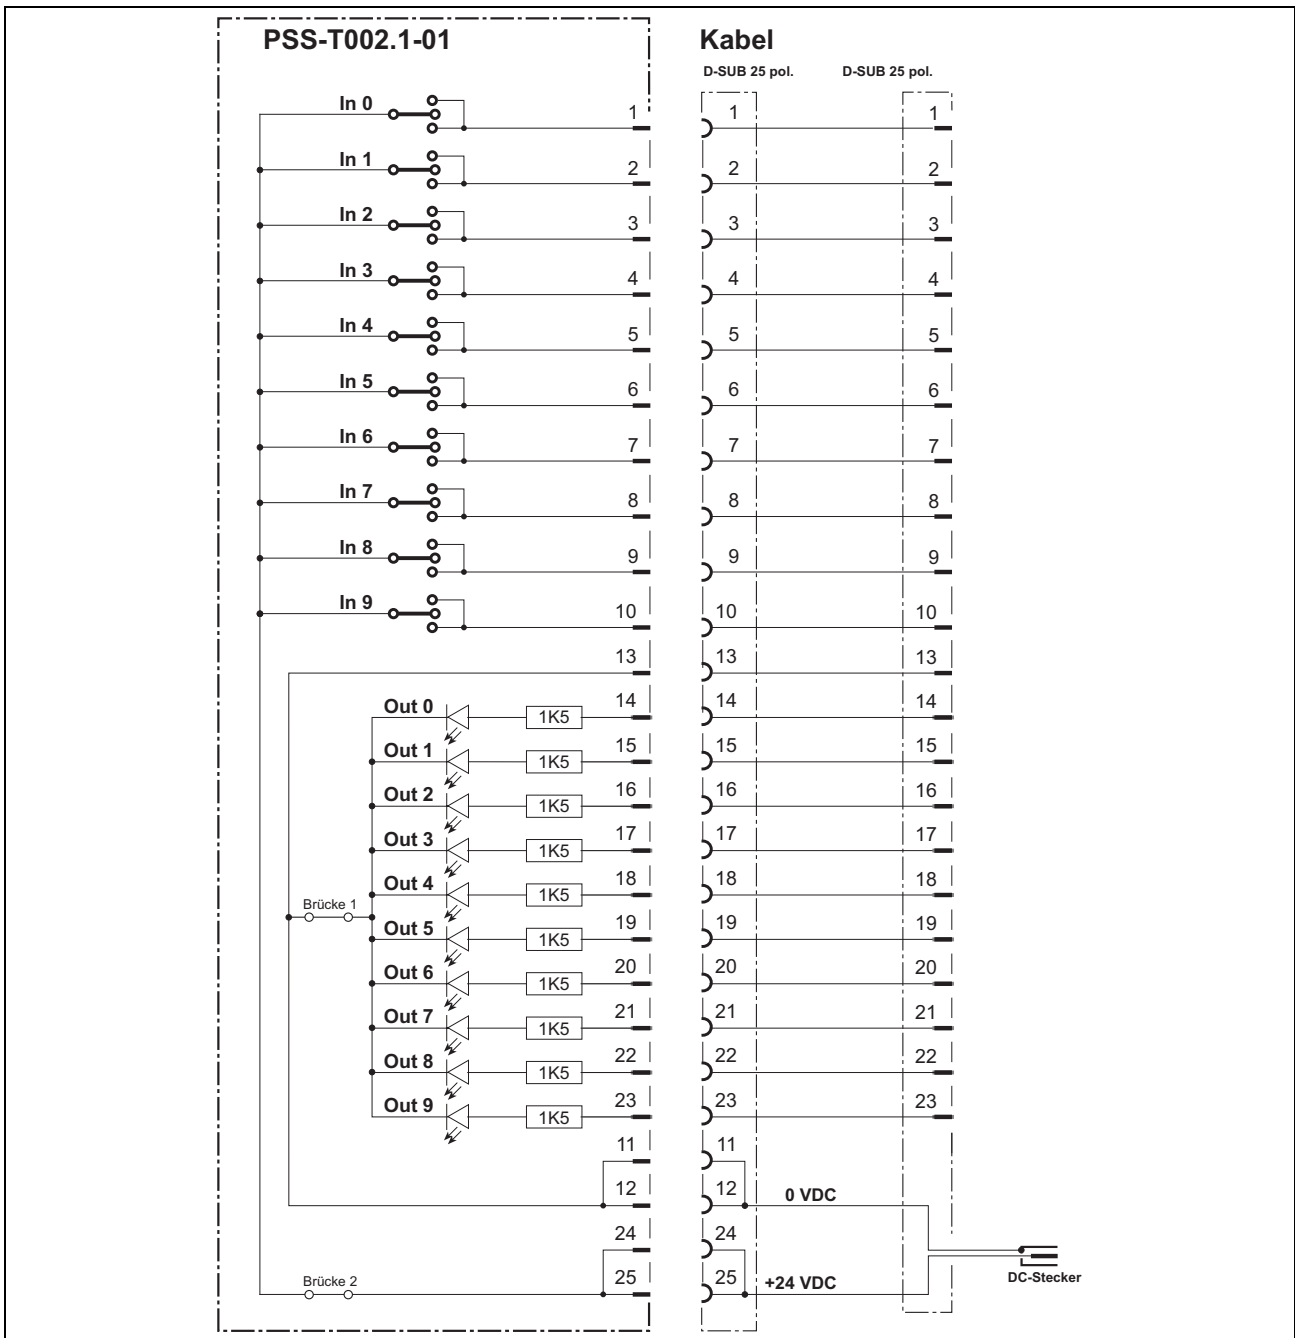 PSS-T002.1-01 Kabel
D-SUB 25 pol. D-SUB 25 pol.
In 0 1 1 1
In 1 2 2 2
In 2 3 3 3
In 3 4 4 4
In 4 5 5 5
In 5 6 6 6
In 6 7 7 7
In 7 8 8 8
In 8 9 9 9
In 9 10 10 10
13 13 13
Out 0 1K5 14 14 14
Out 1 1K5 15 15 15
Out 2 1K5 16 16 16
Out 3 1K5 17 17 17
Out 4 1K5 18 18 18
Brücke 1
Out 5 1K5 19 19 19
Out 6 1K5 20 20 20
Out 7 1K5 21 21 21
Out 8 1K5 22 22 22
Out 9 1K5 23 23 23
11 11
12 12 0 VDC
24 24
Brücke 2 25 25 +24 VDC
DC-Stecker